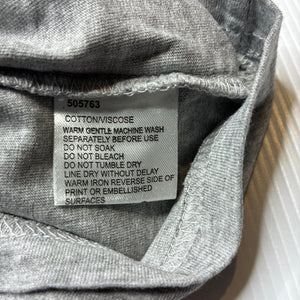 505763
COTTON/VISCOSE
WARM GENTLE MACHINE WASH
SEPARATELY BEFORE USE
DO NOT SOAK
DO NOT BLEACH
DO NOT TUMBLE DRY
LINE DRY WITHOUT DELAY
WARM IRON REVERSE SIDE OF
PRINT OR EMBELLISHED
SURFACES